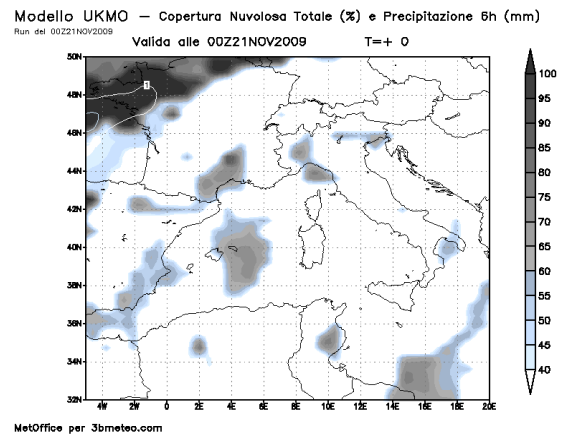 Modello UKMO – Copertura Nuvolosa Totale (%) e Precipitazione 6h (mm)
Run del 00Z21NOV2009
Valida alle 00Z21NOV2009 T=+ 0
50N
48N
46N
44N
42N
40N
38N
36N
34N
32N
4W 2W 0 2E 4E 6E 8E 10E 12E 14E 16E 18E 20E
1
100
95
90
85
80
75
70
65
60
55
50
45
40
MetOffice per 3bmeteo.com